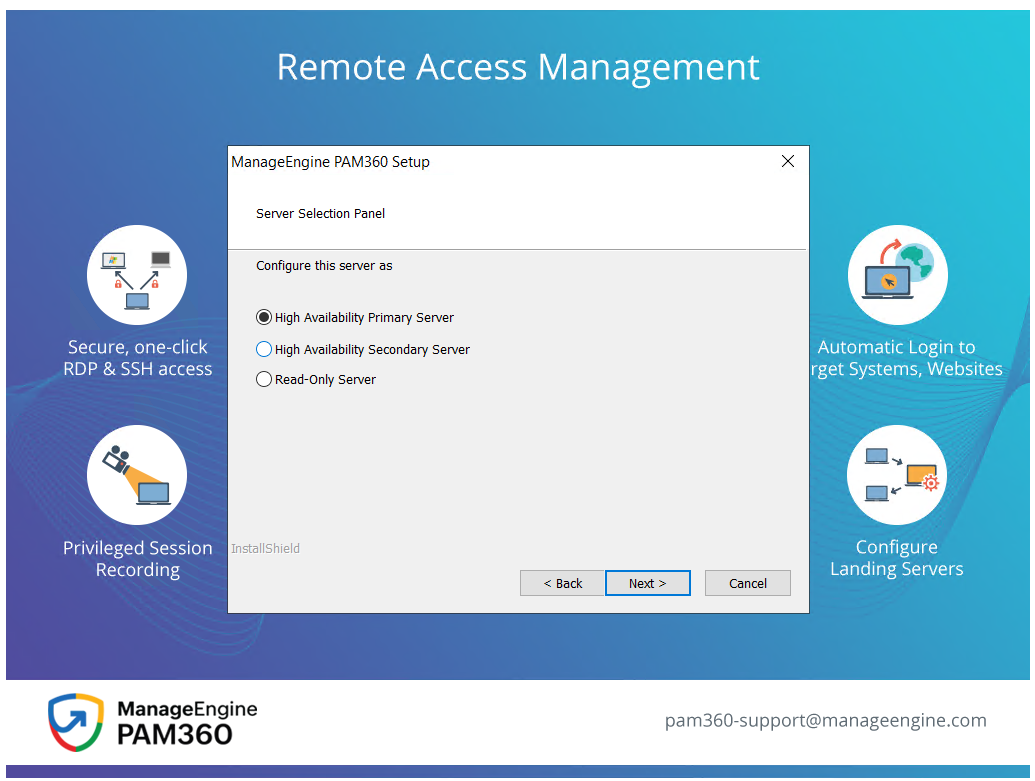 Remote Access Management
ManageEngine PAM360 Setup
Server Selection Panel
Configure this server as
High Availability Primary Server
High Availability Secondary Server
Read-Only Server
InstallShield
< Back
Next >
Cancel
Secure, one-click
RDP & SSH access
Privileged Session
Recording
Automatic Login to
rget Systems, Websites
Configure
Landing Servers
ManageEngine
PAM360
pam360-support@manageengine.com